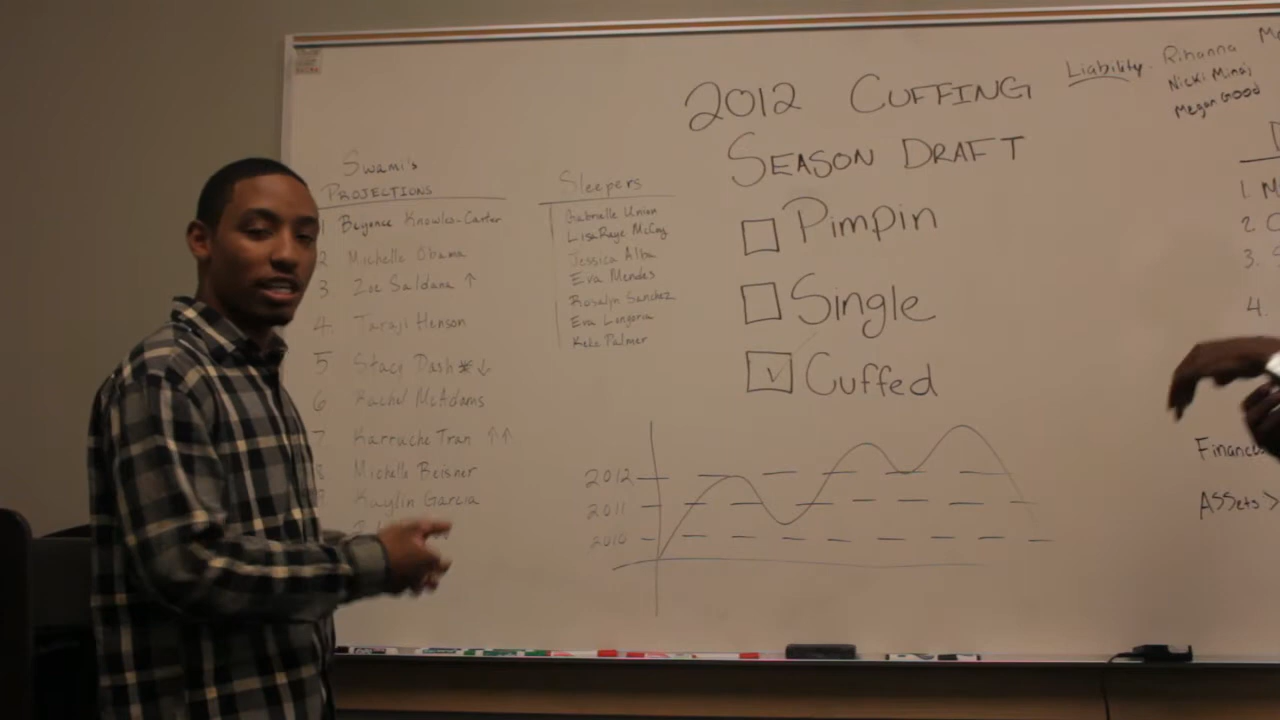 2012 CUFFING
SEASON DRAFT
Pimpin
Single
Cuffed
Swami's
PROJECTIONS
1 Beyonce Knowles-Carter
2 Michelle Obama
3 Zoe Saldana ↑
4. Taraji Henson
5 Stacy Dash * ↓
6 Rachel McAdams
7 Karrueche Tran ↑↑
8 Michelle Beisner
9 Kaylin Garcia
Sleepers
Gabrielle Union
LisaRaye McCoy
Jessica Alba
Eva Mendes
Rosalyn Sanchez
Eva Longoria
Keke Palmer
2012
2011
2010
Liability
Rihanna
Nicki Minaj
Megan Good
1. M
2. C
3.
4.
Finances
Assets >